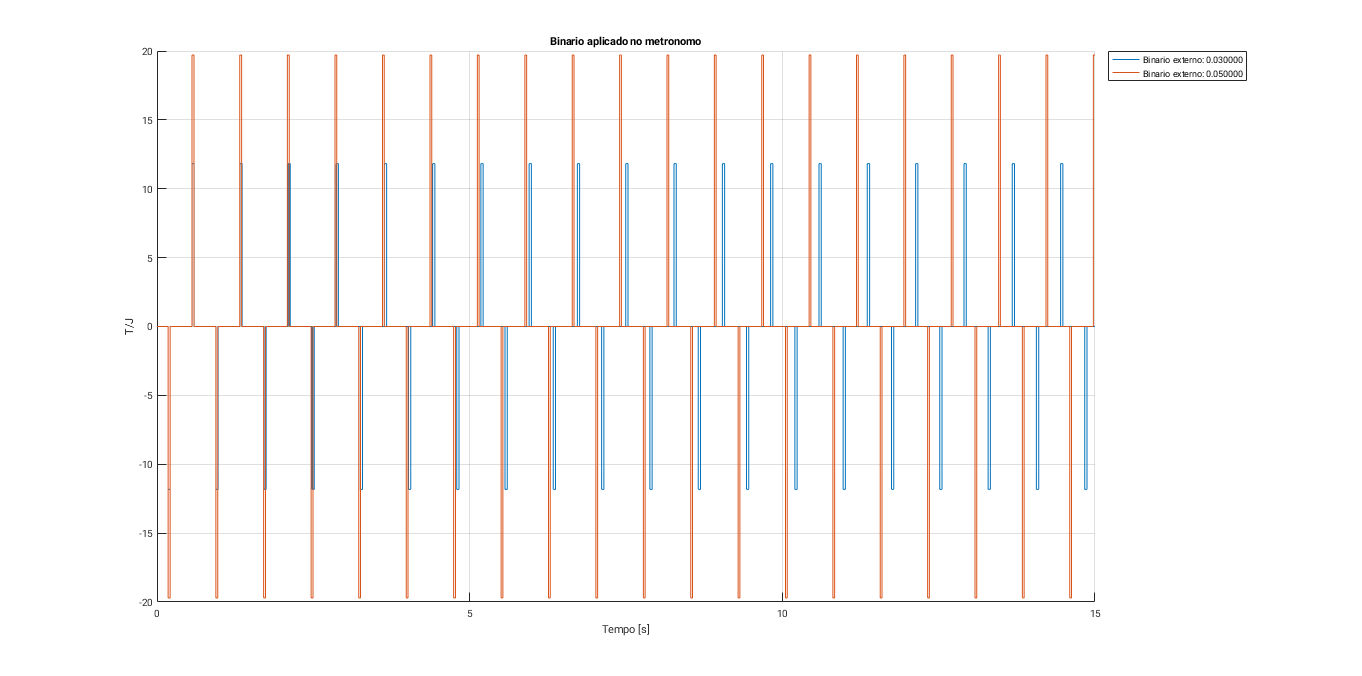 Binario aplicado no metronomo
20
15
10
5
0
-5
-10
-15
-20
T/J
0
5
10
15
Tempo [s]
Binario externo: 0.030000
Binario externo: 0.050000